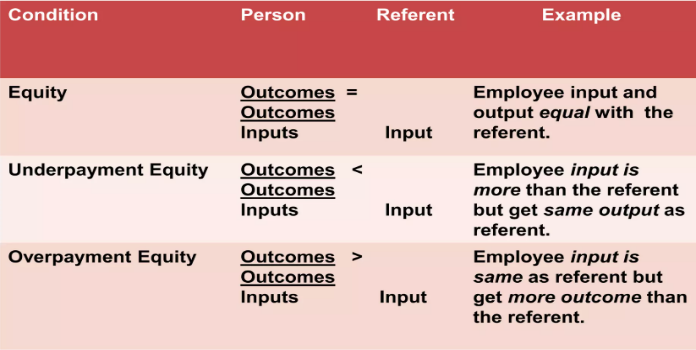 Condition Person Referent Example
Equity Outcomes = Employee input and
Outcomes output equal with the
Inputs Input referent.
Underpayment Equity Outcomes < Employee input is
Outcomes more than the referent
Inputs Input but get same output as
referent.
Overpayment Equity Outcomes > Employee input is
Outcomes same as referent but
Inputs Input get more outcome than
the referent.